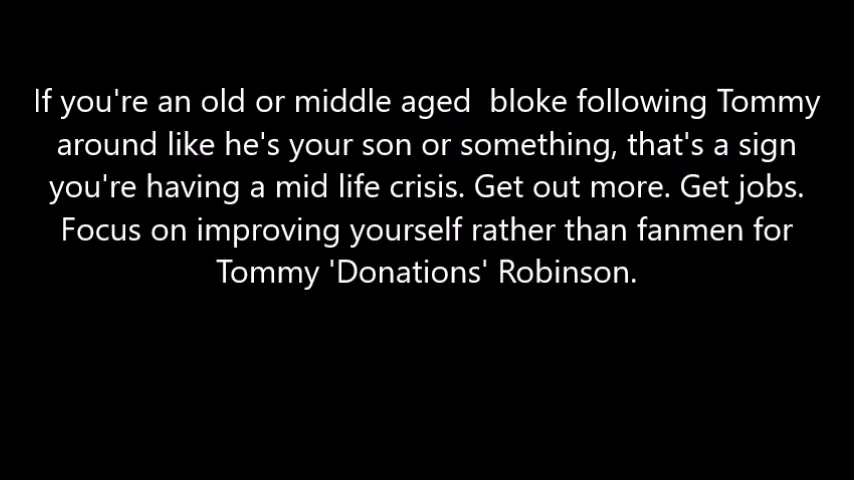 If you're an old or middle aged  bloke following Tommy
around like he's your son or something, that's a sign
you're having a mid life crisis. Get out more. Get jobs.
Focus on improving yourself rather than fanmen for
Tommy 'Donations' Robinson.